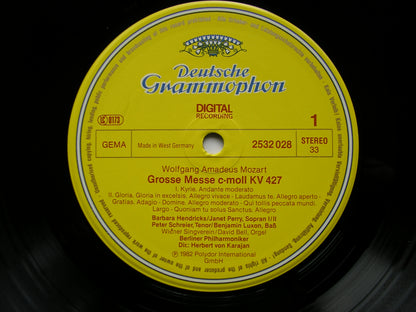 Deutsche
Grammophon
DIGITAL
RECORDING
1
LC 0173
STEREO
33
GEMA
Made in West Germany
2532 028
Wolfgang Amadeus Mozart
Grosse Messe c-moll KV 427
I. Kyrie. Andante moderato
II. Gloria. Gloria in excelsis. Allegro vivace - Laudamus te. Allegro aperto -
Gratias. Adagio - Domine. Allegro moderato - Qui tollis peccata mundi.
Largo - Quoniam tu solus Sanctus. Allegro
Barbara Hendricks/Janet Perry, Sopran I/II
Peter Schreier, Tenor/Benjamin Luxon, Baß
Wiener Singverein/David Bell, Orgel
Berliner Philharmoniker
Dir.: Herbert von Karajan
℗ 1982 Polydor International
GmbH